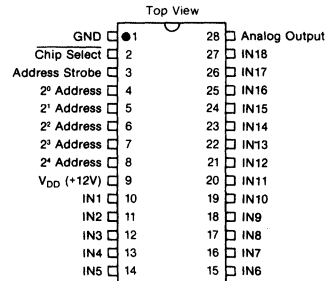 Top View
GND 1 28 Analog Output
Chip Select 2 27 IN18
Address Strobe 3 26 IN17
2⁰ Address 4 25 IN16
2¹ Address 5 24 IN15
2² Address 6 23 IN14
2³ Address 7 22 IN13
2⁴ Address 8 21 IN12
VDD (+12V) 9 20 IN11
IN1 10 19 IN10
IN2 11 18 IN9
IN3 12 17 IN8
IN4 13 16 IN7
IN5 14 15 IN6